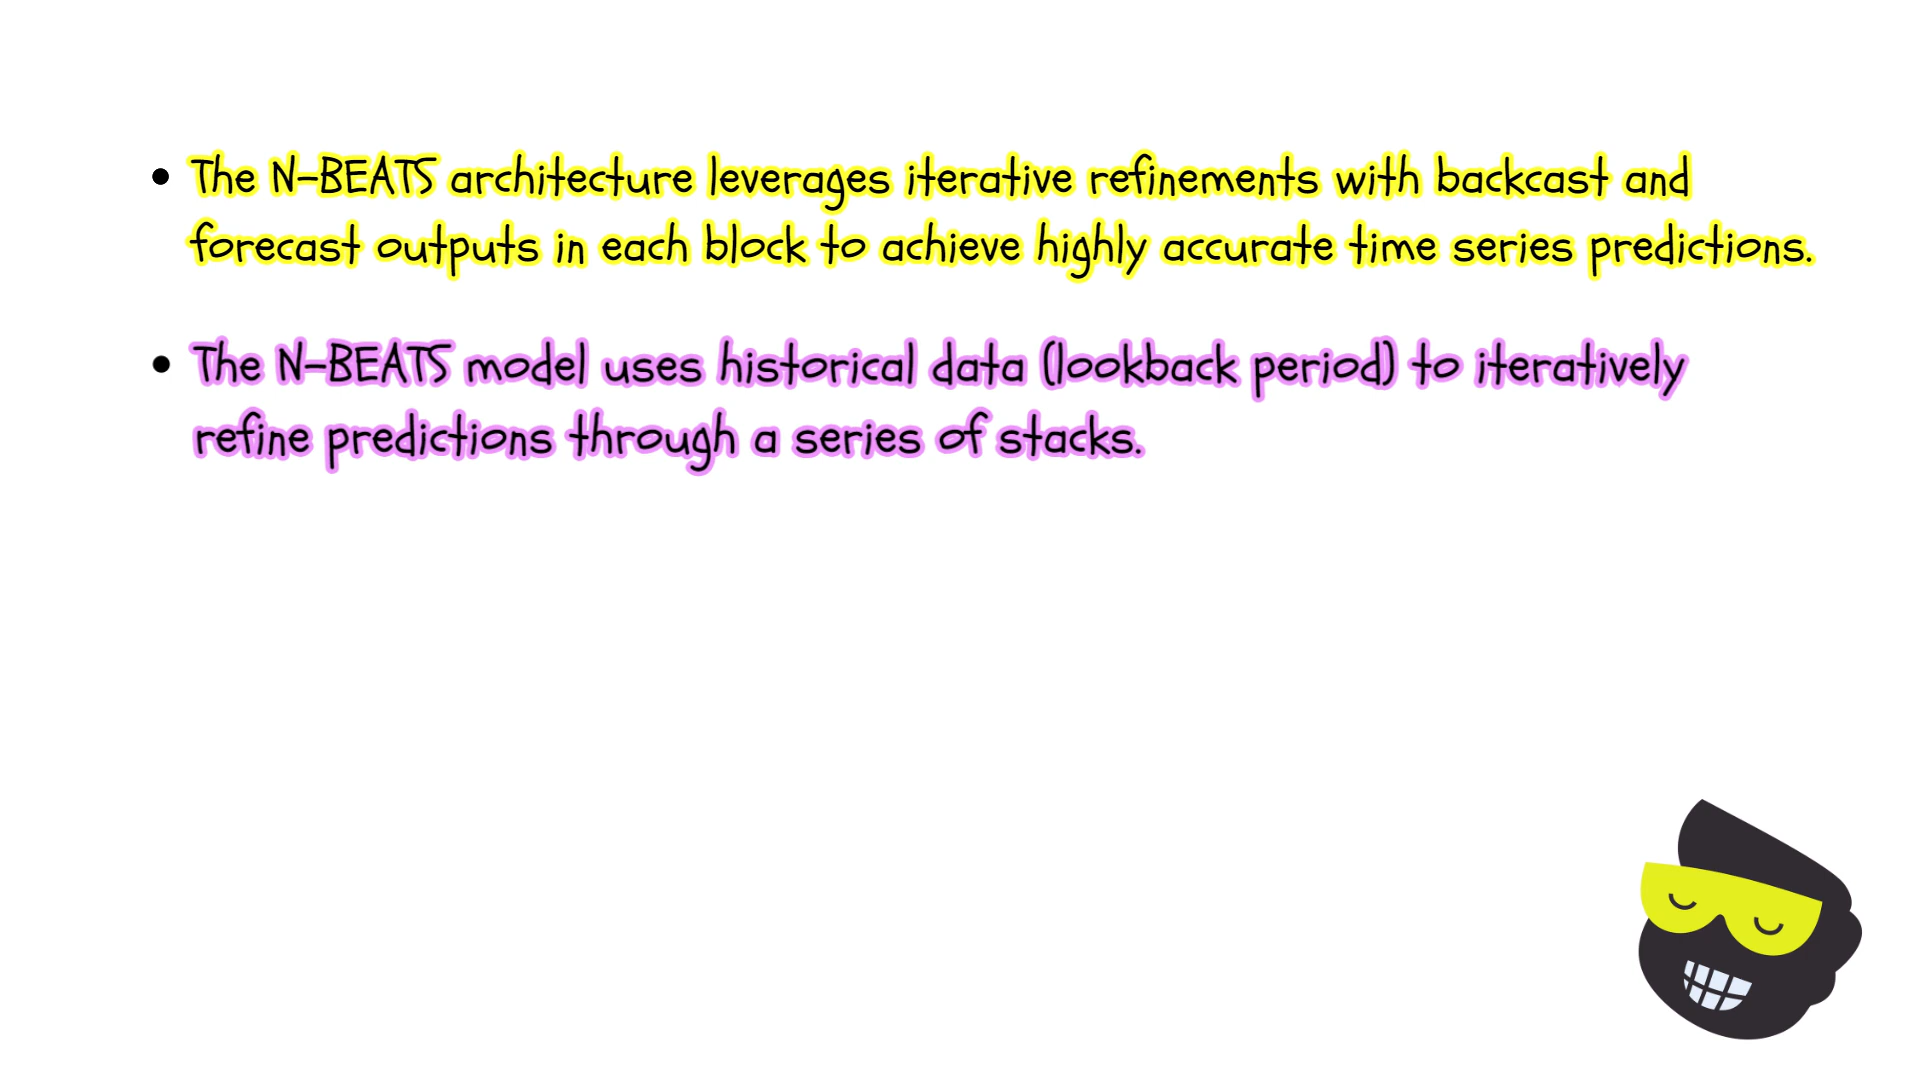 • The N-BEATS architecture leverages iterative refinements with backcast and
forecast outputs in each block to achieve highly accurate time series predictions.
• The N-BEATS model uses historical data (lookback period) to iteratively
refine predictions through a series of stacks.